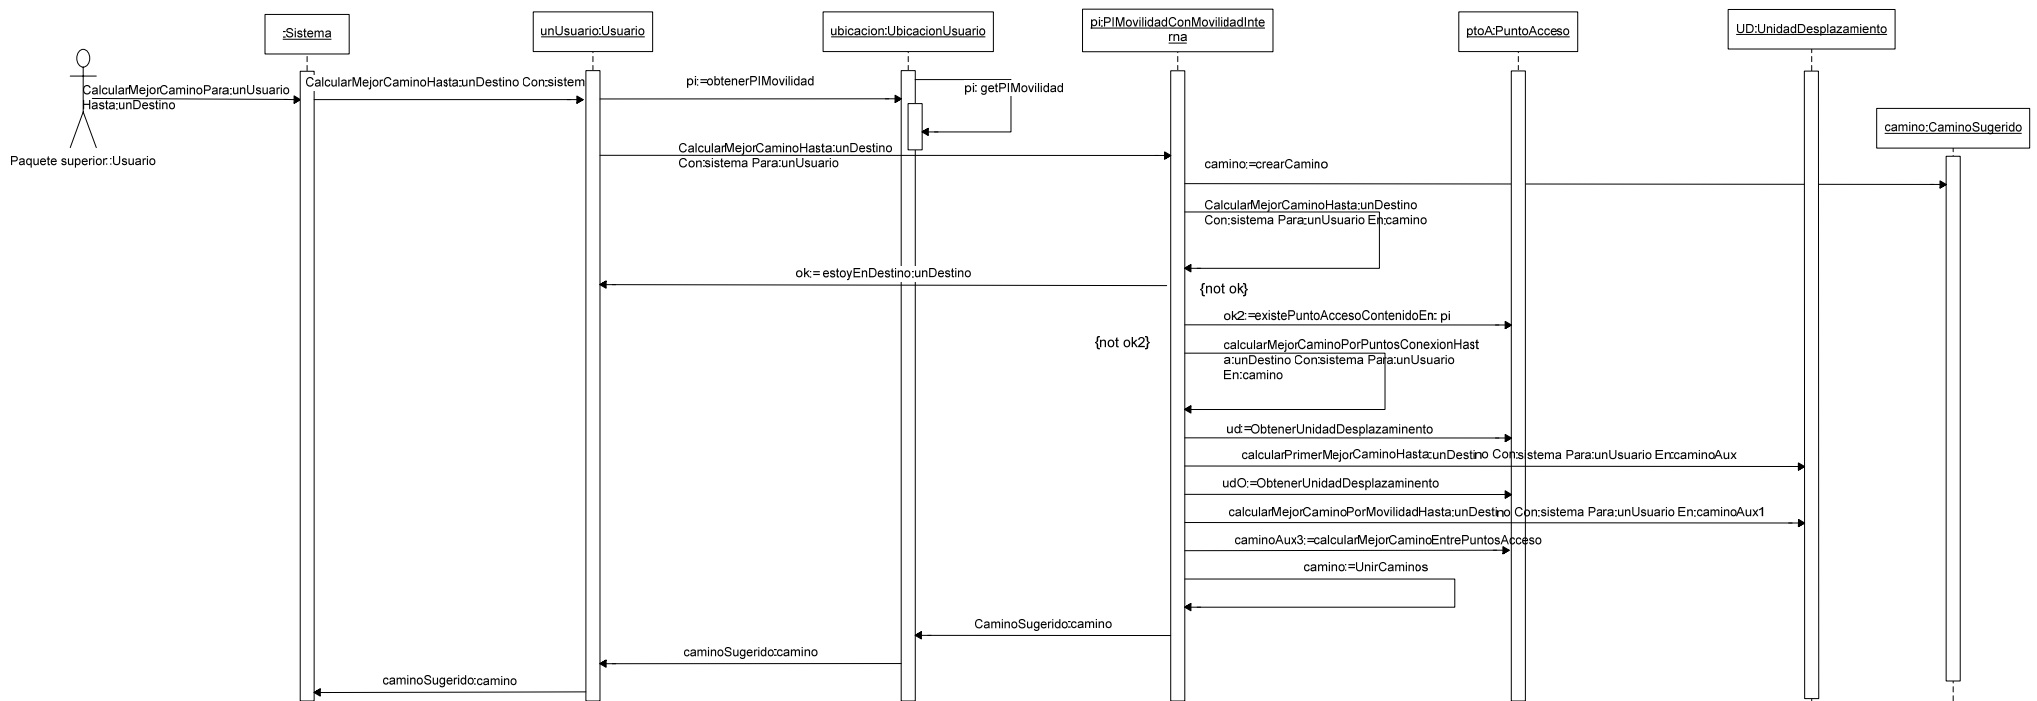 :Sistema
unUsuario:Usuario
ubicacion:UbicacionUsuario
pi:PIMovilidadConMovilidadInte
rna
ptoA:PuntoAcceso
UD:UnidadDesplazamiento
camino:CaminoSugerido
Paquete superior::Usuario
CalcularMejorCaminoPara:unUsuario
Hasta:unDestino
CalcularMejorCaminoHasta:unDestino Con:sistem
pi:=obtenerPIMovilidad
pi: getPIMovilidad
CalcularMejorCaminoHasta:unDestino
Con:sistema Para:unUsuario
camino:=crearCamino
CalcularMejorCaminoHasta:unDestino
Con:sistema Para:unUsuario En:camino
ok:= estoyEnDestino:unDestino
{not ok}
ok2:=existePuntoAccesoContenidoEn: pi
{not ok2}
calcularMejorCaminoPorPuntosConexionHast
a:unDestino Con:sistema Para:unUsuario
En:camino
ud:=ObtenerUnidadDesplazaminento
calcularPrimerMejorCaminoHasta:unDestino Con:sistema Para:unUsuario En:caminoAux
udO:=ObtenerUnidadDesplazaminento
calcularMejorCaminoPorMovilidadHasta:unDestino Con:sistema Para:unUsuario En:caminoAux1
caminoAux3:=calcularMejorCaminoEntrePuntosAcceso
camino:=UnirCaminos
CaminoSugerido:camino
caminoSugerido:camino
caminoSugerido:camino